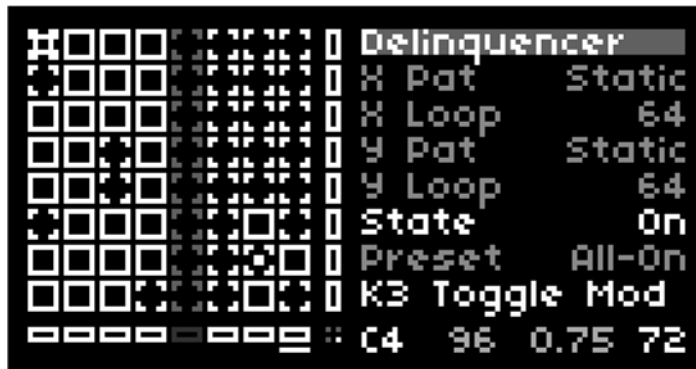 Delinquencer
X Pat Static
X Loop 64
Y Pat Static
Y Loop 64
State On
Preset All-On
K3 Toggle Mod
C4 96 0.75 72